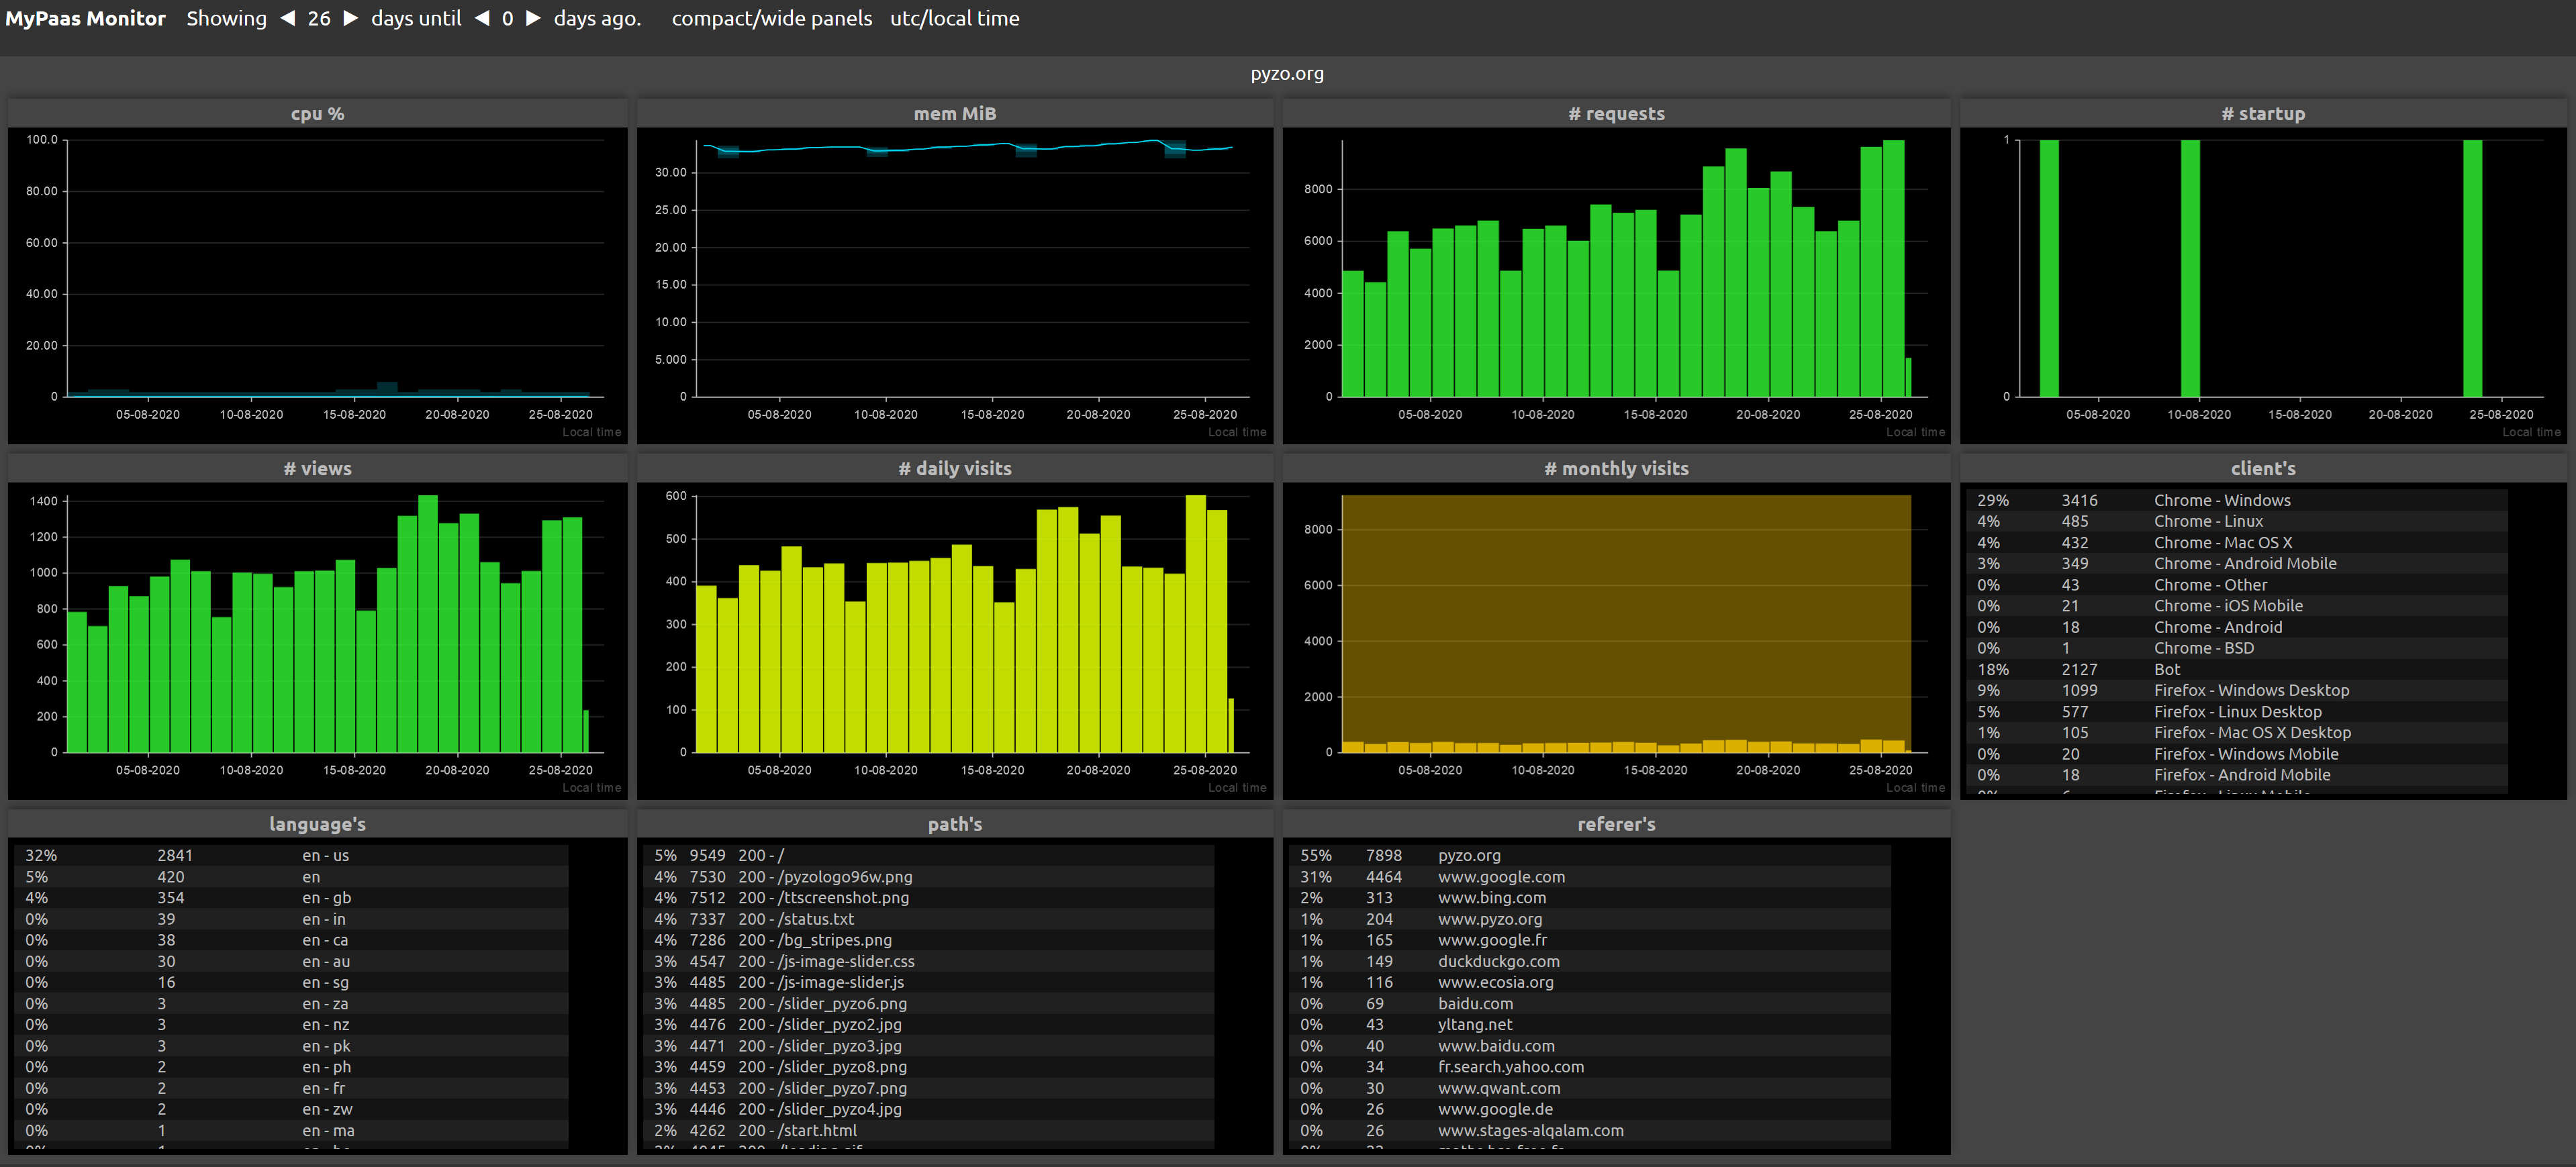 MyPaas Monitor Showing ◀ 26 ▶ days until ◀ 0 ▶ days ago. compact/wide panels utc/local time
pyzo.org
cpu %
100.0
80.00
60.00
40.00
20.00
0
05-08-2020 10-08-2020 15-08-2020 20-08-2020 25-08-2020
Local time
mem MiB
30.00
25.00
20.00
15.00
10.00
5.000
0
05-08-2020 10-08-2020 15-08-2020 20-08-2020 25-08-2020
Local time
# requests
8000
6000
4000
2000
0
05-08-2020 10-08-2020 15-08-2020 20-08-2020 25-08-2020
Local time
# startup
1
0
05-08-2020 10-08-2020 15-08-2020 20-08-2020 25-08-2020
Local time
# views
1400
1200
1000
800
600
400
200
0
05-08-2020 10-08-2020 15-08-2020 20-08-2020 25-08-2020
Local time
# daily visits
600
500
400
300
200
100
0
05-08-2020 10-08-2020 15-08-2020 20-08-2020 25-08-2020
Local time
# monthly visits
8000
6000
4000
2000
0
05-08-2020 10-08-2020 15-08-2020 20-08-2020 25-08-2020
Local time
client's
29% 3416 Chrome - Windows
4% 485 Chrome - Linux
4% 432 Chrome - Mac OS X
3% 349 Chrome - Android Mobile
0% 43 Chrome - Other
0% 21 Chrome - iOS Mobile
0% 18 Chrome - Android
0% 1 Chrome - BSD
18% 2127 Bot
9% 1099 Firefox - Windows Desktop
5% 577 Firefox - Linux Desktop
1% 105 Firefox - Mac OS X Desktop
0% 20 Firefox - Windows Mobile
0% 18 Firefox - Android Mobile
language's
32% 2841 en - us
5% 420 en
4% 354 en - gb
0% 39 en - in
0% 38 en - ca
0% 30 en - au
0% 16 en - sg
0% 3 en - za
0% 3 en - nz
0% 3 en - pk
0% 2 en - ph
0% 2 en - fr
0% 2 en - zw
0% 1 en - ma
path's
5% 9549 200 - /
4% 7530 200 - /pyzologo96w.png
4% 7512 200 - /ttscreenshot.png
4% 7337 200 - /status.txt
4% 7286 200 - /bg_stripes.png
3% 4547 200 - /js-image-slider.css
3% 4485 200 - /js-image-slider.js
3% 4485 200 - /slider_pyzo6.png
3% 4476 200 - /slider_pyzo2.jpg
3% 4471 200 - /slider_pyzo3.jpg
3% 4459 200 - /slider_pyzo8.png
3% 4453 200 - /slider_pyzo7.png
3% 4446 200 - /slider_pyzo4.jpg
2% 4262 200 - /start.html
referer's
55% 7898 pyzo.org
31% 4464 www.google.com
2% 313 www.bing.com
1% 204 www.pyzo.org
1% 165 www.google.fr
1% 149 duckduckgo.com
1% 116 www.ecosia.org
0% 69 baidu.com
0% 43 yltang.net
0% 40 www.baidu.com
0% 34 fr.search.yahoo.com
0% 30 www.qwant.com
0% 26 www.google.de
0% 26 www.stages-alqalam.com